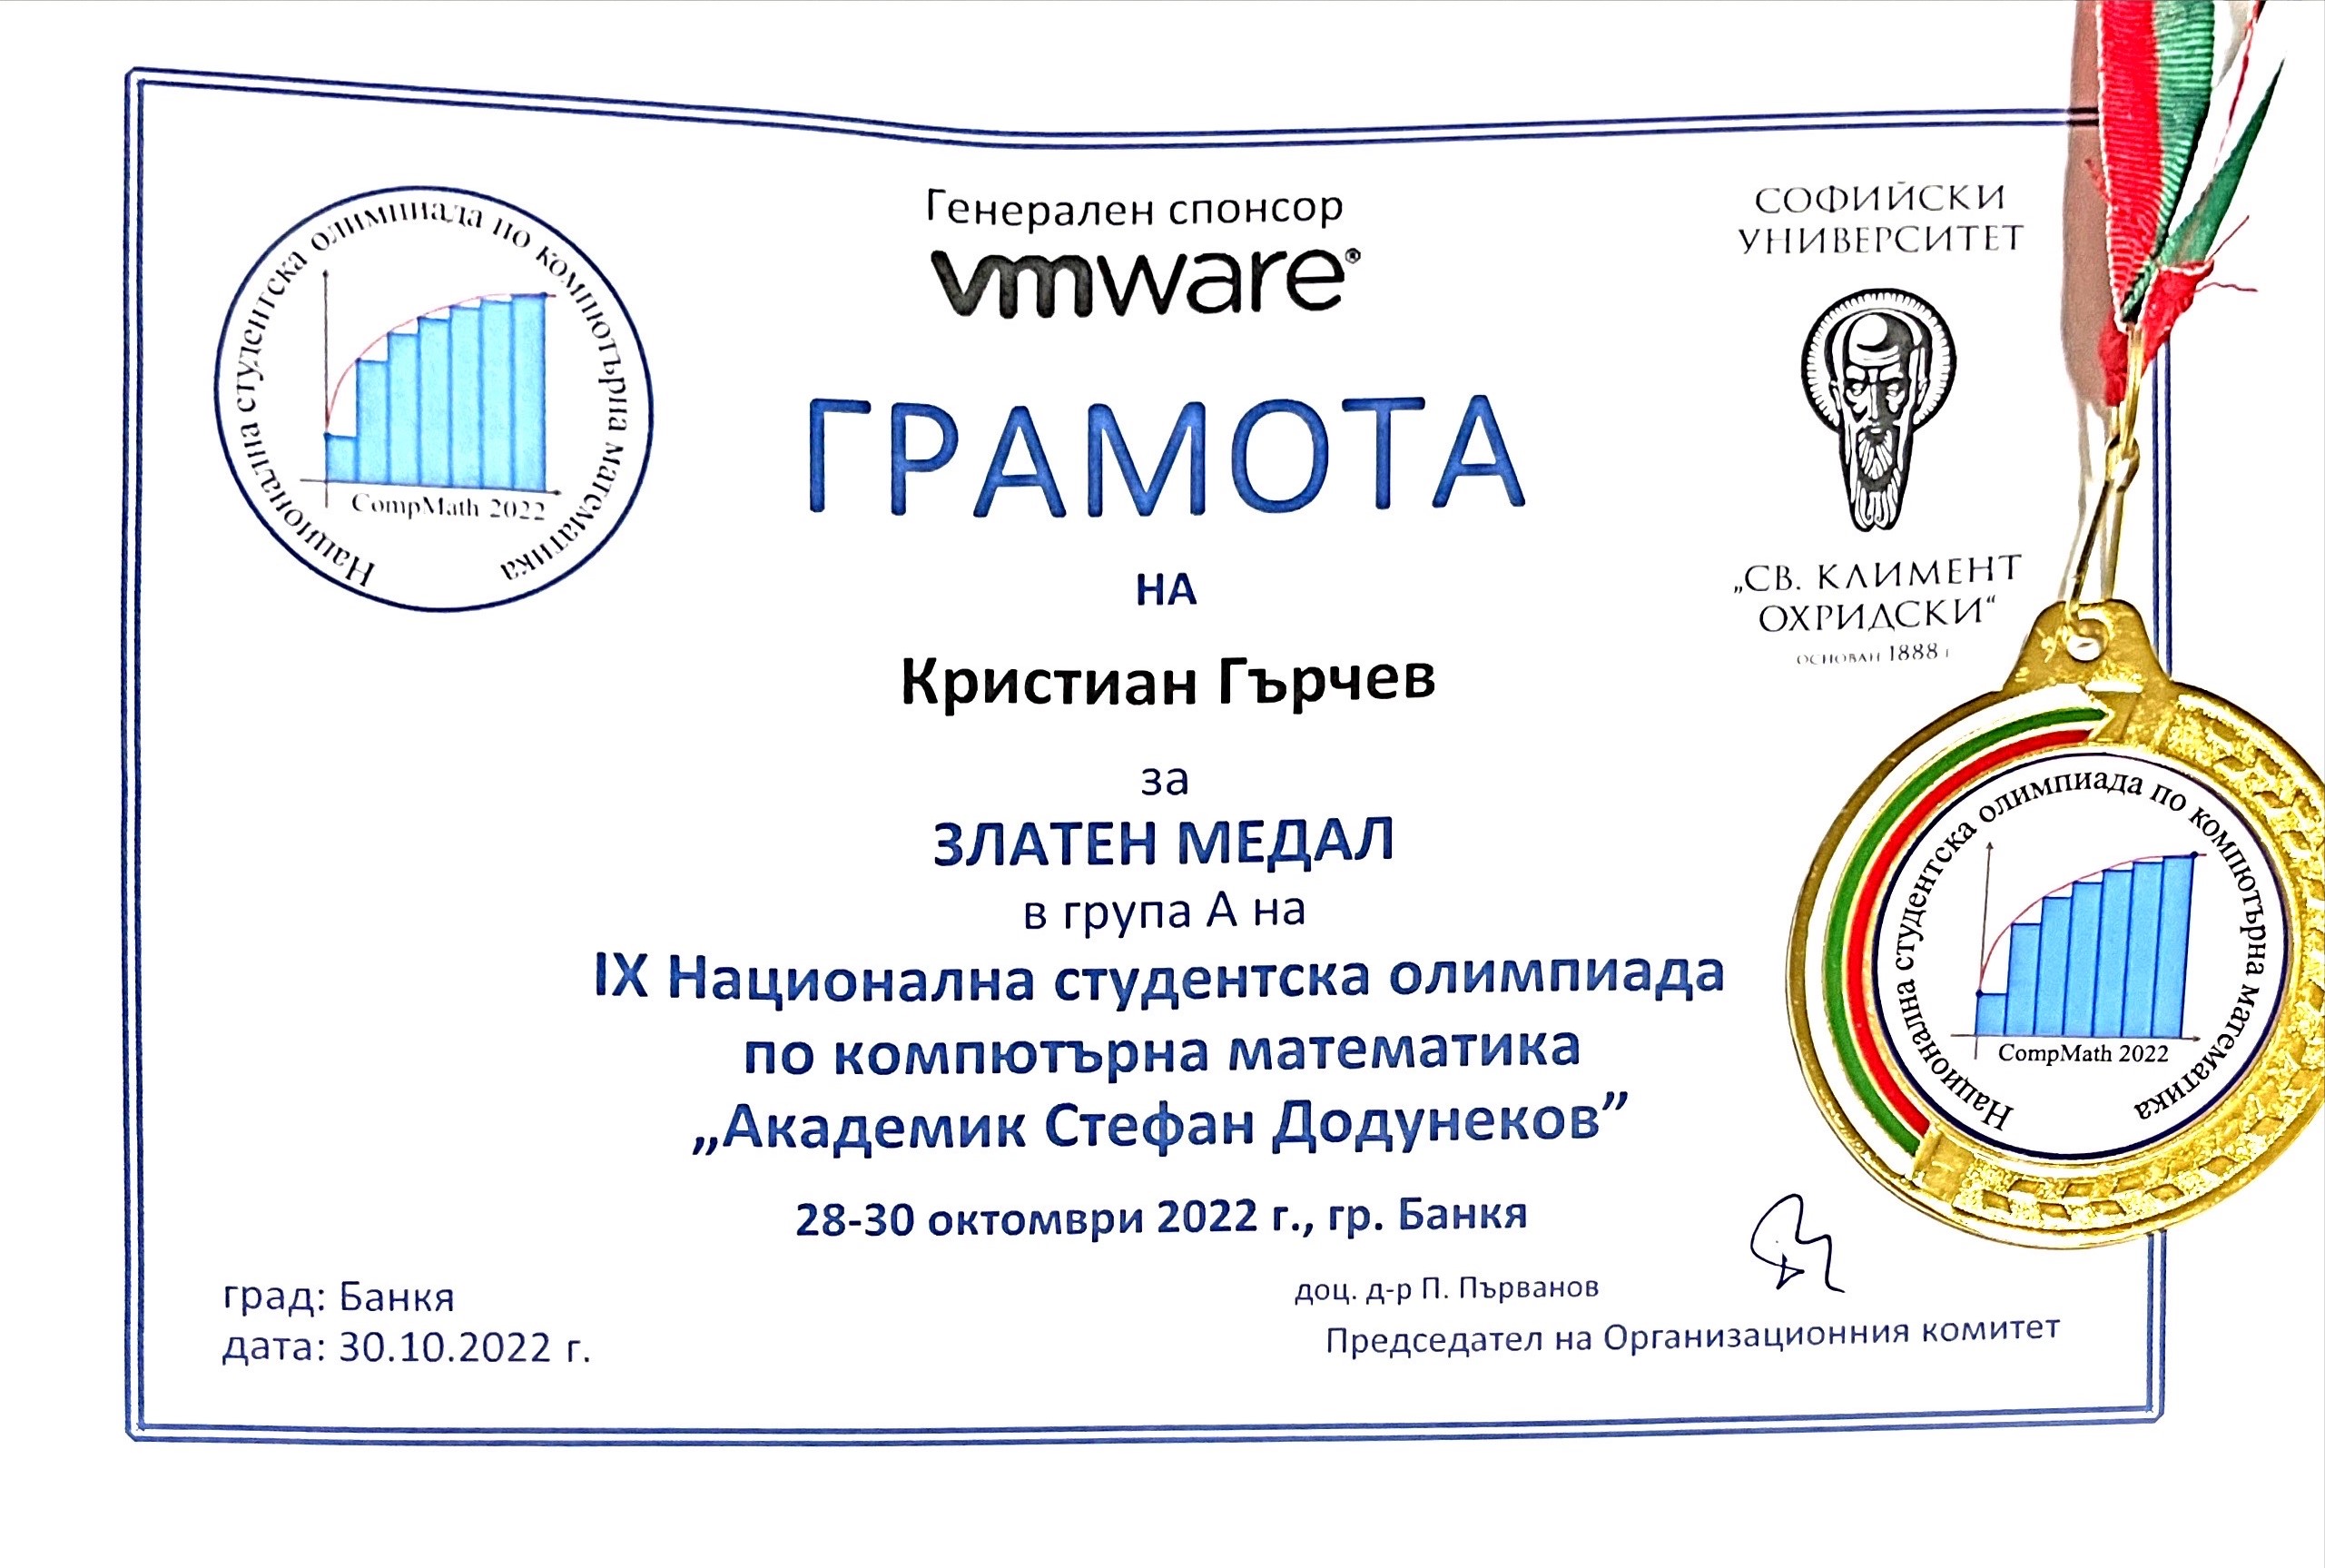 Национална студентска олимпиада по компютърна математика
CompMath 2022
Генерален спонсор
vmware®
СОФИЙСКИ
УНИВЕРСИТЕТ
„СВ. КЛИМЕНТ
ОХРИДСКИ“
ОСНОВАН 1888 г
ГРАМОТА
НА
Кристиан Гърчев
за
ЗЛАТЕН МЕДАЛ
в група А на
IX Национална студентска олимпиада
по компютърна математика
„Академик Стефан Додунеков”
28-30 октомври 2022 г., гр. Банкя
Национална студентска олимпиада по компютърна математика
CompMath 2022
град: Банкя
дата: 30.10.2022 г.
доц. д-р П. Първанов
Председател на Организационния комитет